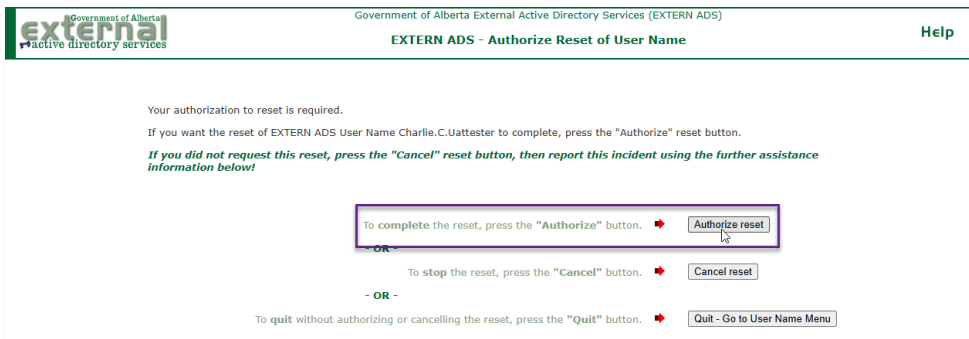 Government of Alberta
external
active directory services
Government of Alberta External Active Directory Services (EXTERN ADS)
EXTERN ADS - Authorize Reset of User Name
Help
Your authorization to reset is required.
If you want the reset of EXTERN ADS User Name Charlie.C.Uattester to complete, press the "Authorize" reset button.
If you did not request this reset, press the "Cancel" reset button, then report this incident using the further assistance
information below!
To complete the reset, press the "Authorize" button. Authorize reset
- OR -
To stop the reset, press the "Cancel" button. Cancel reset
- OR -
To quit without authorizing or cancelling the reset, press the "Quit" button. Quit - Go to User Name Menu